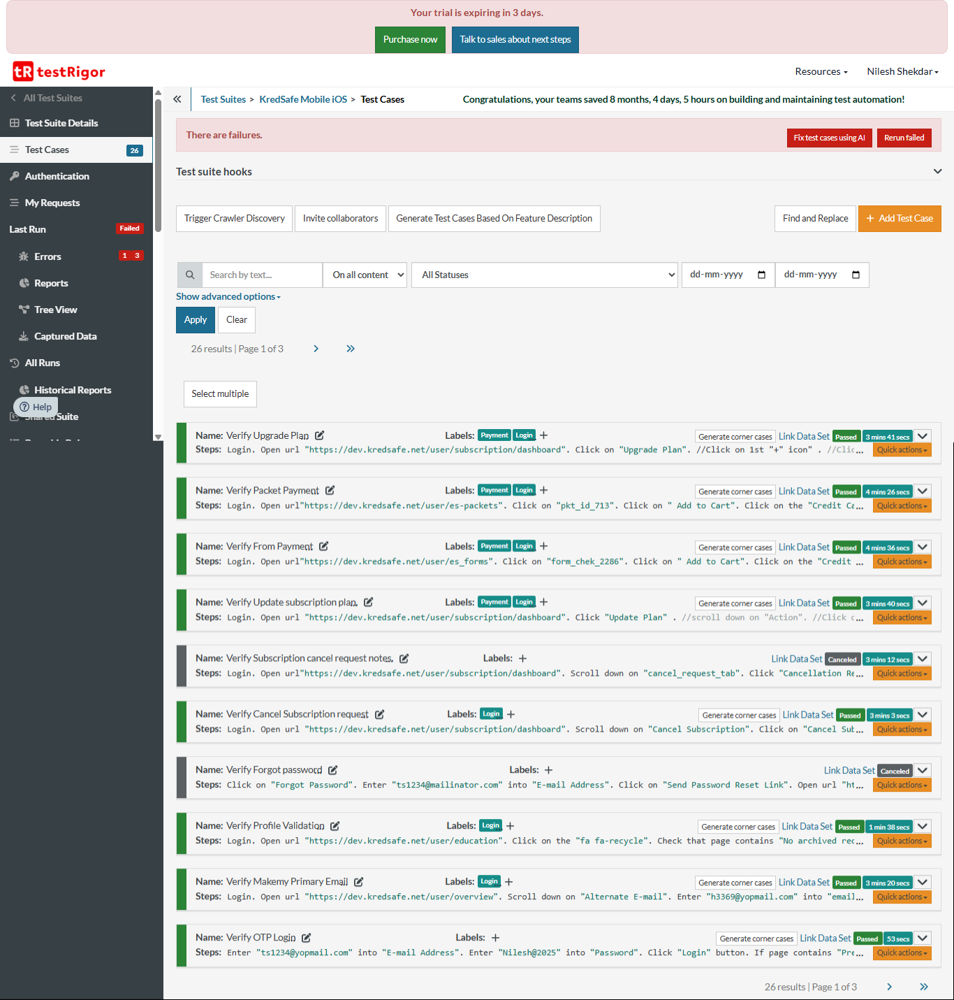 Your trial is expiring in 3 days.
Purchase now
Talk to sales about next steps
tR testRigor
Resources
Nilesh Shekdar
All Test Suites
Test Suite Details
Test Cases
26
Authentication
My Requests
Last Run
Failed
Errors
1 3
Reports
Tree View
Captured Data
All Runs
Historical Reports
Help
Shared Suite
Test Suites > KredSafe Mobile iOS > Test Cases
Congratulations, your teams saved 8 months, 4 days, 5 hours on building and maintaining test automation!
There are failures.
Fix test cases using AI
Rerun failed
Test suite hooks
Trigger Crawler Discovery
Invite collaborators
Generate Test Cases Based On Feature Description
Find and Replace
+ Add Test Case
Search by text...
On all content
All Statuses
dd-mm-yyyy
dd-mm-yyyy
Show advanced options
Apply
Clear
26 results | Page 1 of 3
Select multiple
Name: Verify Upgrade Plan Labels: Payment Login + Generate corner cases Link Data Set Passed 3 mins 41 secs
Steps: Login. Open url "https://dev.kredsafe.net/user/subscription/dashboard". Click on "Upgrade Plan". //Click on 1st "+" icon" . //Clic... Quick actions
Name: Verify Packet Payment Labels: Payment Login + Generate corner cases Link Data Set Passed 4 mins 26 secs
Steps: Login. Open url"https://dev.kredsafe.net/user/es-packets". Click on "pkt_id_713". Click on " Add to Cart". Click on the "Credit Ca... Quick actions
Name: Verify From Payment Labels: Payment Login + Generate corner cases Link Data Set Passed 4 mins 36 secs
Steps: Login. Open url"https://dev.kredsafe.net/user/es_forms". Click on "form_chek_2286". Click on " Add to Cart". Click on the "Credit ... Quick actions
Name: Verify Update subscription plan. Labels: Payment Login + Generate corner cases Link Data Set Passed 3 mins 40 secs
Steps: Login. Open url "https://dev.kredsafe.net/user/subscription/dashboard". Click "Update Plan" . //scroll down on "Action". //Click o... Quick actions
Name: Verify Subscription cancel request notes. Labels: + Link Data Set Canceled 3 mins 12 secs
Steps: Login. Open url"https://dev.kredsafe.net/user/subscription/dashboard". Scroll down on "cancel_request_tab". Click "Cancellation Re... Quick actions
Name: Verify Cancel Subscription request Labels: Login + Generate corner cases Link Data Set Passed 3 mins 3 secs
Steps: Login. Open url "https://dev.kredsafe.net/user/subscription/dashboard". Scroll down on "Cancel Subscription". Click on "Cancel Sub... Quick actions
Name: Verify Forgot password Labels: + Link Data Set Canceled
Steps: Click on "Forgot Password". Enter "ts1234@mailinator.com" into "E-mail Address". Click on "Send Password Reset Link". Open url "ht... Quick actions
Name: Verify Profile Validation Labels: Login + Generate corner cases Link Data Set Passed 1 min 38 secs
Steps: Login. Open url "https://dev.kredsafe.net/user/education". Click on the "fa fa-recycle". Check that page contains "No archived rec... Quick actions
Name: Verify Makemy Primary Email Labels: Login + Generate corner cases Link Data Set Passed 3 mins 20 secs
Steps: Login. Open url "https://dev.kredsafe.net/user/overview". Scroll down on "Alternate E-mail". Enter "h3369@yopmail.com" into "email... Quick actions
Name: Verify OTP Login Labels: + Generate corner cases Link Data Set Passed 53 secs
Steps: Enter "ts1234@yopmail.com" into "E-mail Address". Enter "Nilesh@2025" into "Password". Click "Login" button. If page contains "Pre... Quick actions
26 results | Page 1 of 3